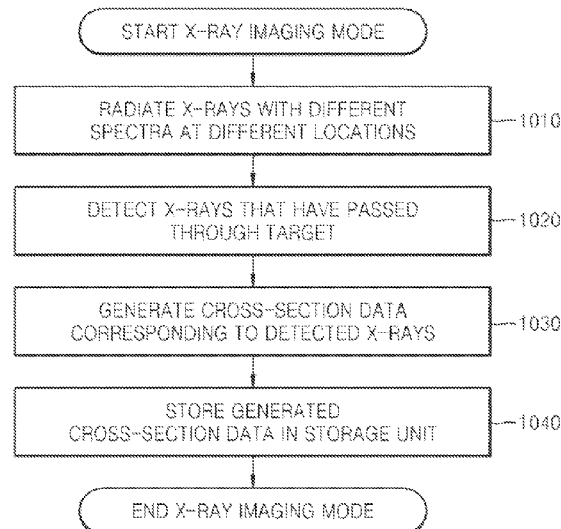 START X-RAY IMAGING MODE
RADIATE X-RAYS WITH DIFFERENT
SPECTRA AT DIFFERENT LOCATIONS
1010
DETECT X-RAYS THAT HAVE PASSED
THROUGH TARGET
1020
GENERATE CROSS-SECTION DATA
CORRESPONDING TO DETECTED X-RAYS
1030
STORE GENERATED
CROSS-SECTION DATA IN STORAGE UNIT
1040
END X-RAY IMAGING MODE